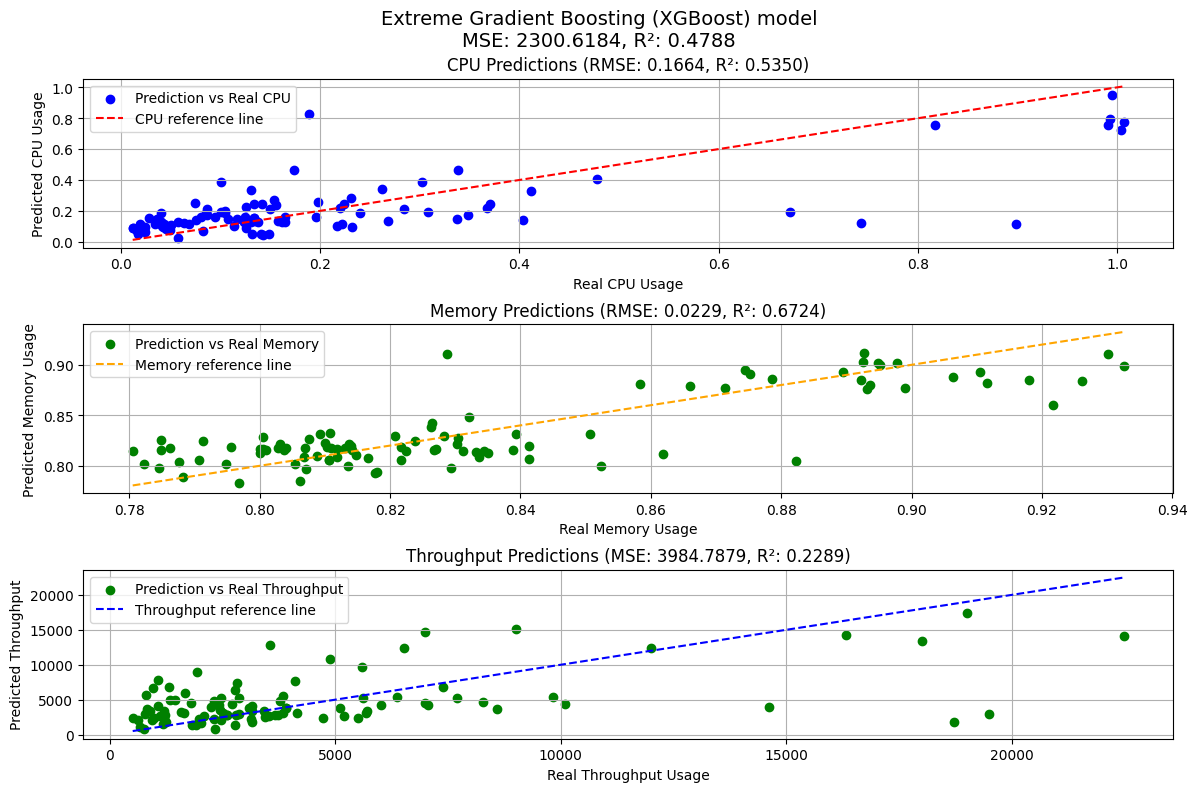 Extreme Gradient Boosting (XGBoost) model
MSE: 2300.6184, R²: 0.4788
CPU Predictions (RMSE: 0.1664, R²: 0.5350)
Prediction vs Real CPU
CPU reference line
Predicted CPU Usage
1.0
0.8
0.6
0.4
0.2
0.0
0.0 0.2 0.4 0.6 0.8 1.0
Real CPU Usage
Memory Predictions (RMSE: 0.0229, R²: 0.6724)
Prediction vs Real Memory
Memory reference line
Predicted Memory Usage
0.90
0.85
0.80
0.78 0.80 0.82 0.84 0.86 0.88 0.90 0.92 0.94
Real Memory Usage
Throughput Predictions (MSE: 3984.7879, R²: 0.2289)
Prediction vs Real Throughput
Throughput reference line
Predicted Throughput
20000
15000
10000
5000
0
0 5000 10000 15000 20000
Real Throughput Usage